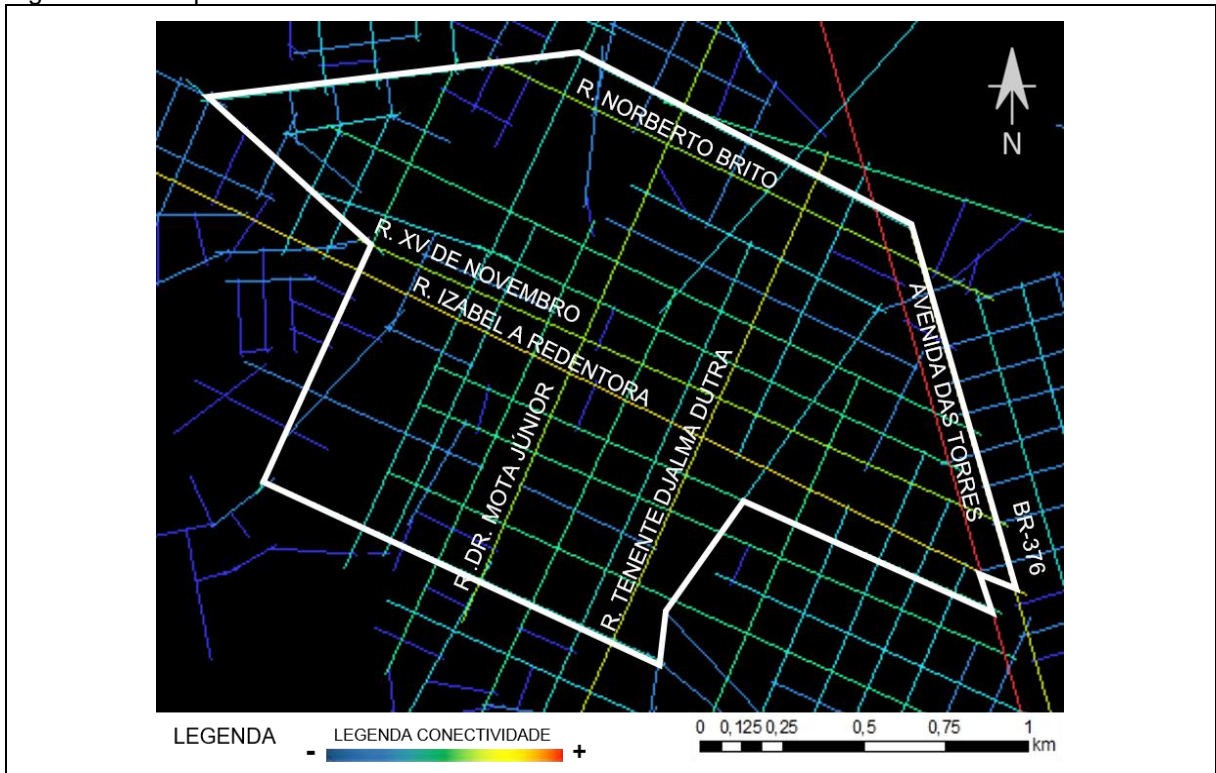 N
R. NORBERTO BRITO
R. XV DE NOVEMBRO
R. IZABEL A REDENTORA
AVENIDA DAS TORRES
R. TENENTE DJALMA DUTRA
R .DR. MOTA JÚNIOR
BR-376
LEGENDA
LEGENDA CONECTIVIDADE
- +
0 0,125 0,25 0,5 0,75 1
km